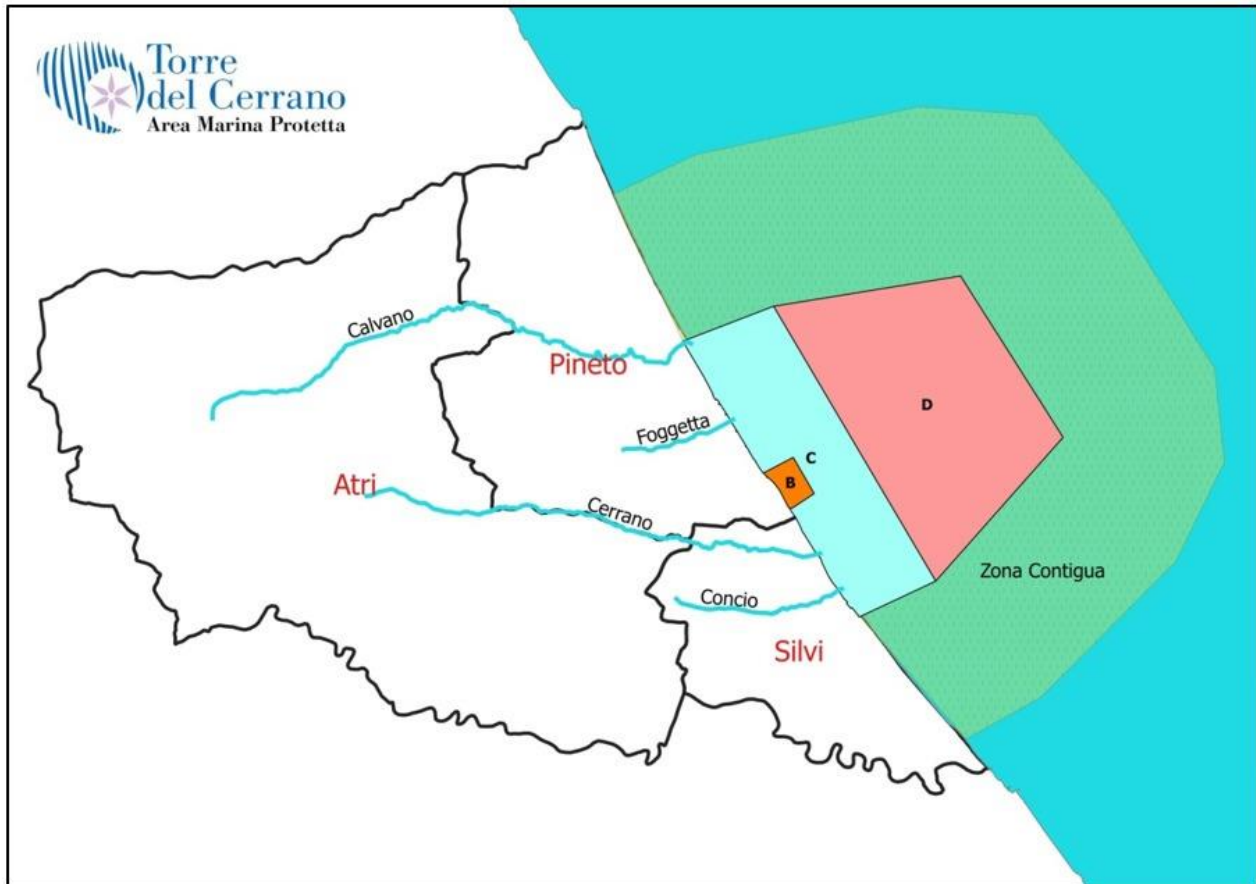 Torre
del Cerrano
Area Marina Protetta
Calvano
Pineto
D
Foggetta
C
B
Atri
Cerrano
Zona Contigua
Concio
Silvi